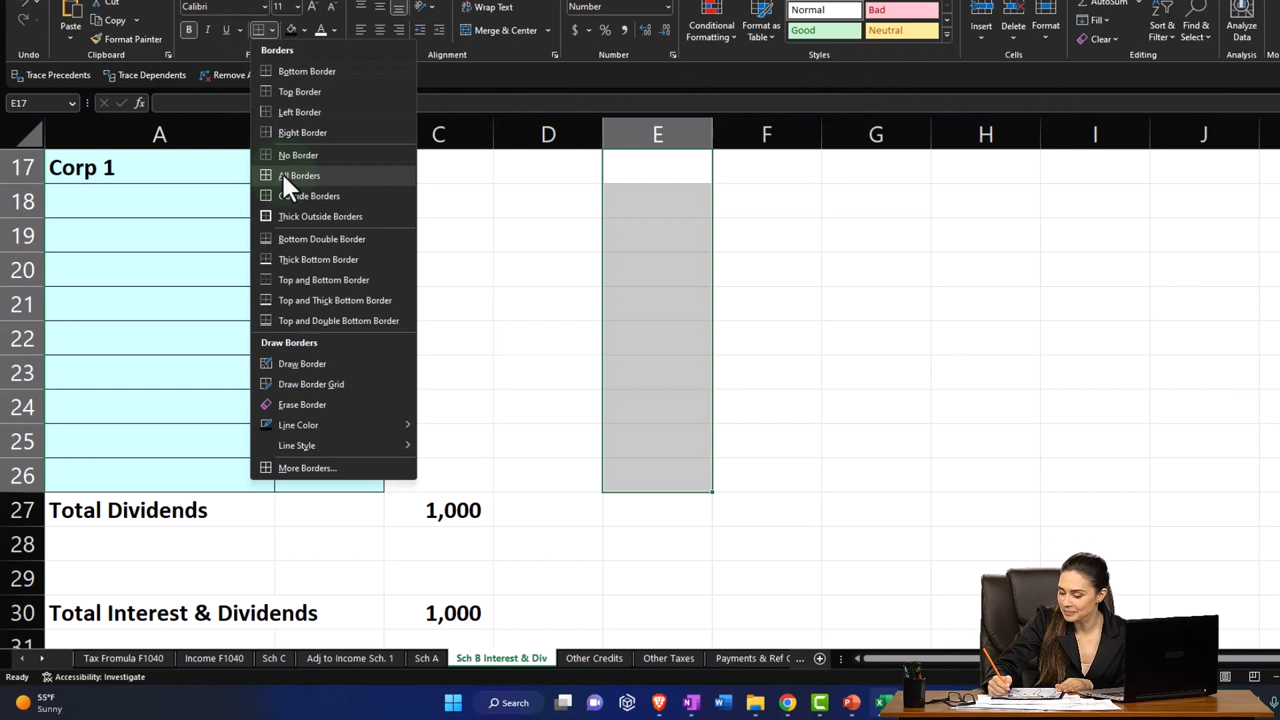 Calibri 11 Wrap Text Number Normal Bad AutoSum
Paste Copy Format Painter Merge & Center Conditional Formatting Format as Table Good Neutral Insert Delete Format Fill Clear Sort & Filter Find & Select Analyze Data
Undo Clipboard Alignment Number Styles Cells Editing Analysis
Trace Precedents Trace Dependents Remove
E17
A C D E F G H I J
Borders
Bottom Border
Top Border
Left Border
Right Border
No Border
All Borders
Outside Borders
Thick Outside Borders
Bottom Double Border
Thick Bottom Border
Top and Bottom Border
Top and Thick Bottom Border
Top and Double Bottom Border
Draw Borders
Draw Border
Draw Border Grid
Erase Border
Line Color
Line Style
More Borders...
17 Corp 1
18
19
20
21
22
23
24
25
26
27 Total Dividends 1,000
28
29
30 Total Interest & Dividends 1,000
31
Tax Fromula F1040 Income F1040 Sch C Adj to Income Sch. 1 Sch A Sch B Interest & Div Other Credits Other Taxes Payments & Ref C ...
Ready Accessibility: Investigate
55°F
Sunny
Search